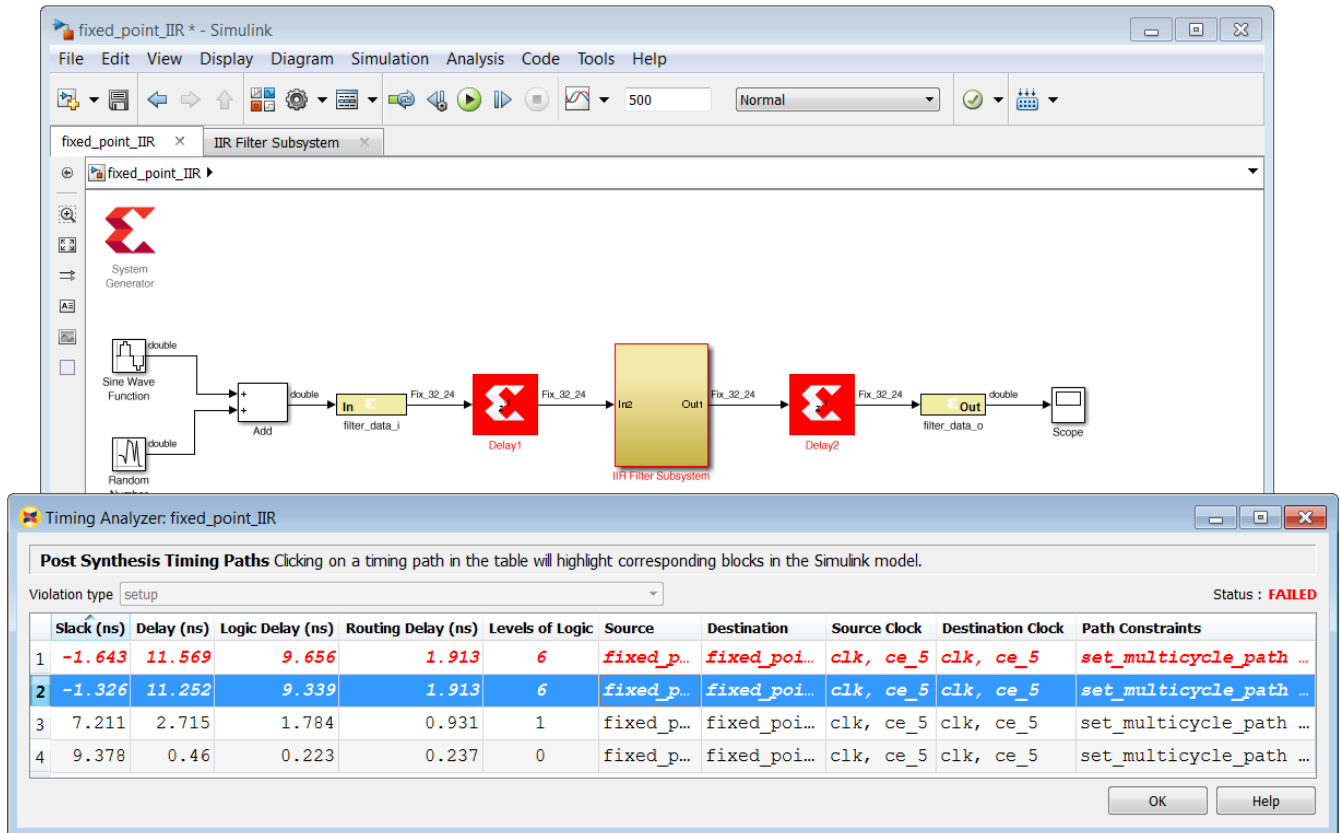 fixed_point_IIR * - Simulink
File Edit View Display Diagram Simulation Analysis Code Tools Help
500 Normal
fixed_point_IIR IIR Filter Subsystem
fixed_point_IIR
System
Generator
double
Sine Wave
Function
double
Random
Number
+
+
Add
double
In
filter_data_i
Fix_32_24
Delay1
Fix_32_24
In2 Out1
IIR Filter Subsystem
Fix_32_24
Delay2
Fix_32_24
Out
filter_data_o
double
Scope
Timing Analyzer: fixed_point_IIR
Post Synthesis Timing Paths Clicking on a timing path in the table will highlight corresponding blocks in the Simulink model.
Violation type setup Status : FAILED
Slack (ns) Delay (ns) Logic Delay (ns) Routing Delay (ns) Levels of Logic Source Destination Source Clock Destination Clock Path Constraints
1 -1.643 11.569 9.656 1.913 6 fixed_p... fixed_poi... clk, ce_5 clk, ce_5 set_multicycle_path ...
2 -1.326 11.252 9.339 1.913 6 fixed_p... fixed_poi... clk, ce_5 clk, ce_5 set_multicycle_path ...
3 7.211 2.715 1.784 0.931 1 fixed_p... fixed_poi... clk, ce_5 clk, ce_5 set_multicycle_path ...
4 9.378 0.46 0.223 0.237 0 fixed_p... fixed_poi... clk, ce_5 clk, ce_5 set_multicycle_path ...
OK Help